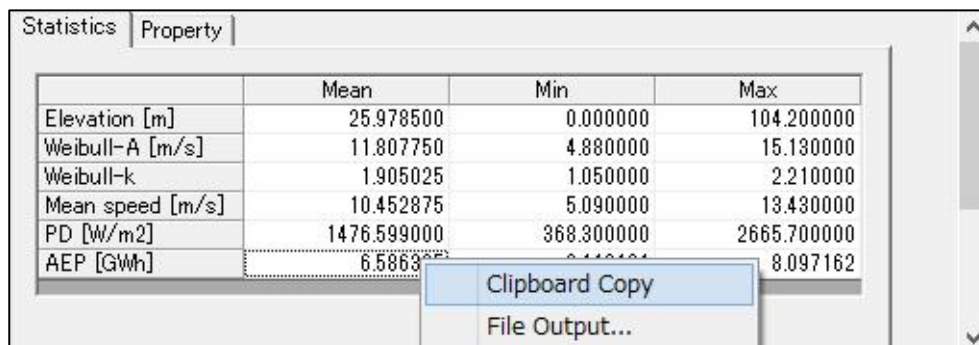 Statistics Property
Mean Min Max
Elevation [m] 25.978500 0.000000 104.200000
Weibull-A [m/s] 11.807750 4.880000 15.130000
Weibull-k 1.905025 1.050000 2.210000
Mean speed [m/s] 10.452875 5.090000 13.430000
PD [W/m2] 1476.599000 368.300000 2665.700000
AEP [GWh] 8.097162
Clipboard Copy
File Output...